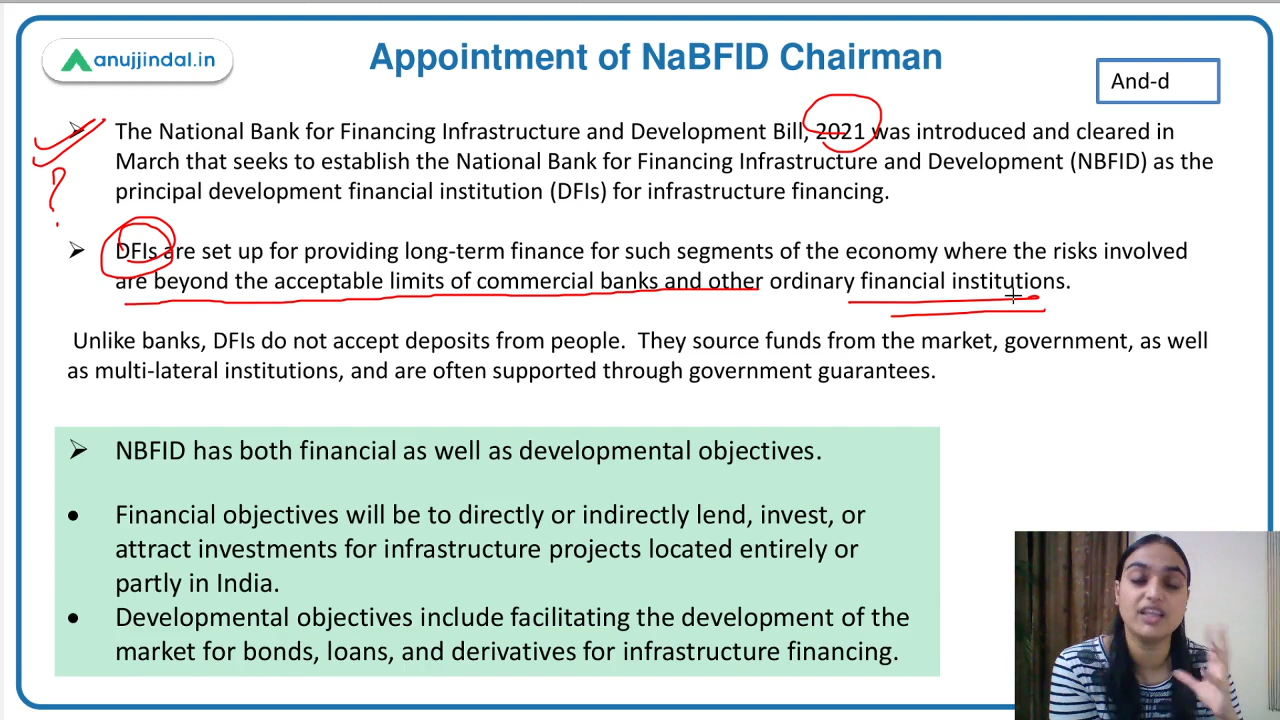 anujjindal.in
Appointment of NaBFID Chairman
And-d
➢ The National Bank for Financing Infrastructure and Development Bill, 2021 was introduced and cleared in
March that seeks to establish the National Bank for Financing Infrastructure and Development (NBFID) as the
principal development financial institution (DFIs) for infrastructure financing.
?
➢ DFIs are set up for providing long-term finance for such segments of the economy where the risks involved
are beyond the acceptable limits of commercial banks and other ordinary financial institutions.
Unlike banks, DFIs do not accept deposits from people. They source funds from the market, government, as well
as multi-lateral institutions, and are often supported through government guarantees.
➢ NBFID has both financial as well as developmental objectives.
• Financial objectives will be to directly or indirectly lend, invest, or
attract investments for infrastructure projects located entirely or
partly in India.
• Developmental objectives include facilitating the development of the
market for bonds, loans, and derivatives for infrastructure financing.